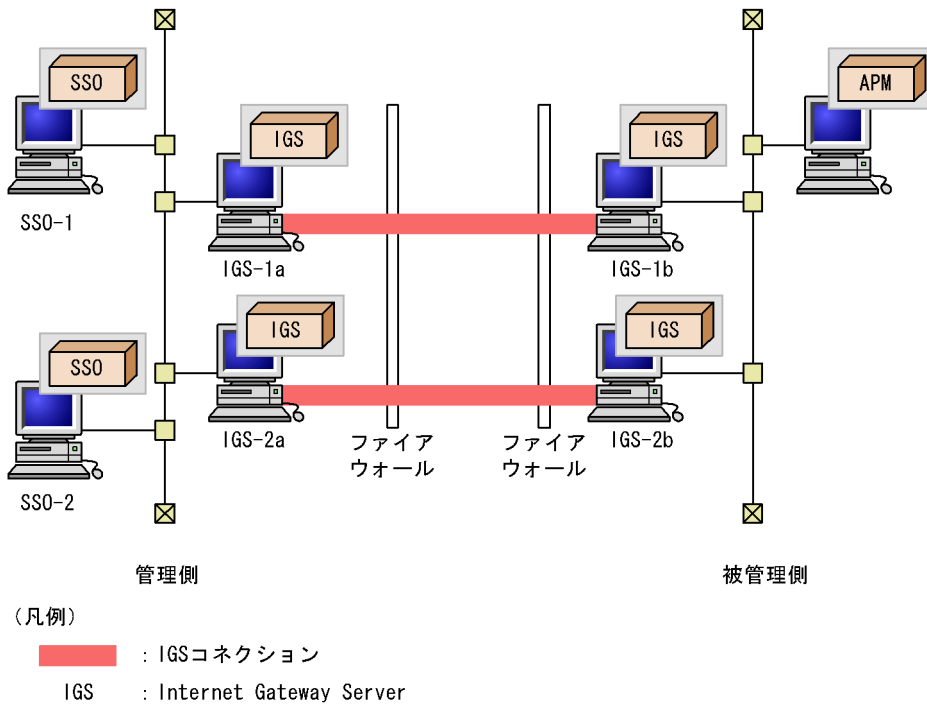 SSO
APM
IGS
IGS
SSO-1
IGS-1a
IGS-1b
IGS
IGS
SSO
IGS-2a
ファイア
ウォール
ファイア
ウォール
IGS-2b
SSO-2
管理側
被管理側
(凡例)
: IGSコネクション
IGS : Internet Gateway Server